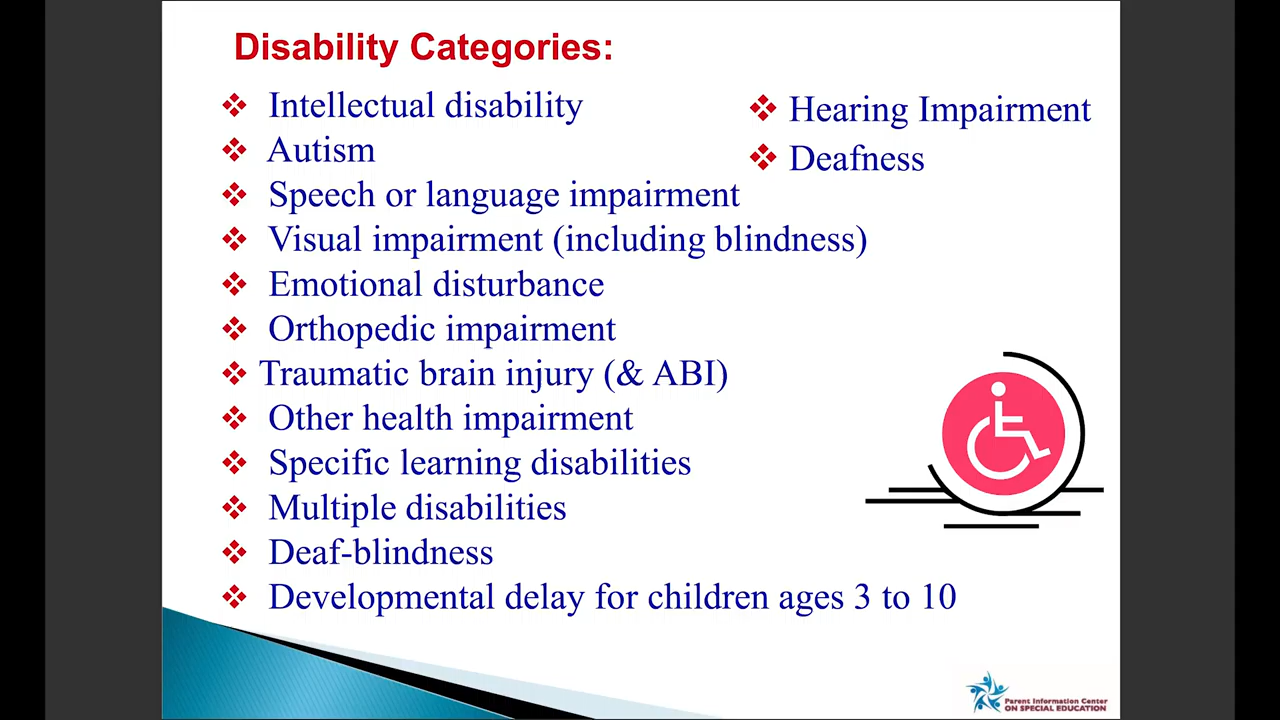 Disability Categories:
Intellectual disability
Autism
Speech or language impairment
Visual impairment (including blindness)
Emotional disturbance
Orthopedic impairment
Traumatic brain injury (& ABI)
Other health impairment
Specific learning disabilities
Multiple disabilities
Deaf-blindness
Developmental delay for children ages 3 to 10
Hearing Impairment
Deafness
Parent Information Center
ON SPECIAL EDUCATION